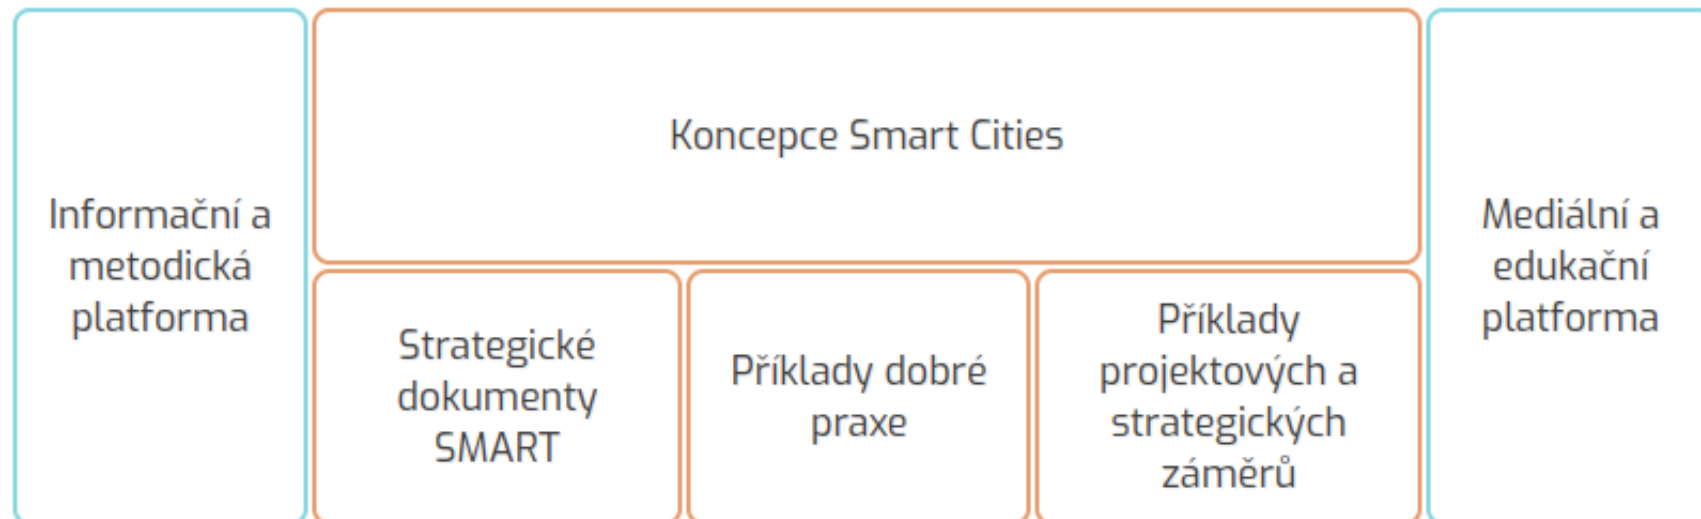 Informační a
metodická
platforma
Koncepce Smart Cities
Strategické
dokumenty
SMART
Příklady dobré
praxe
Příklady
projektových a
strategických
záměrů
Mediální a
edukační
platforma